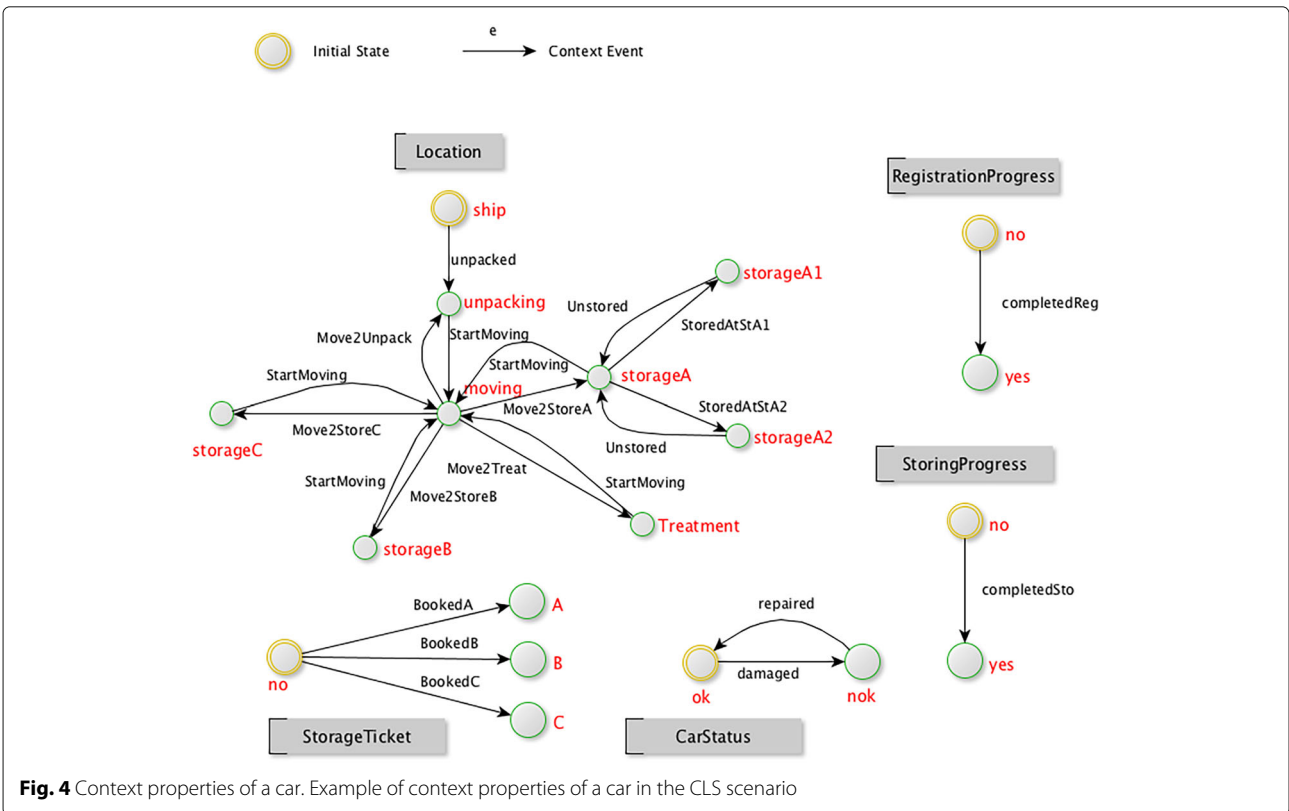 e
Initial State
Context Event
Location
ship
unpacked
unpacking
Move2Unpack
StartMoving
StartMoving
StartMoving
moving
storageA1
Unstored
StoredAtStA1
storageA
StoredAtStA2
storageA2
Unstored
Move2StoreA
storageC
Move2StoreC
StartMoving
Move2StoreB
storageB
Move2Treat
StartMoving
Treatment
RegistrationProgress
no
completedReg
yes
StoringProgress
no
completedSto
yes
BookedA
A
BookedB
B
BookedC
C
no
StorageTicket
repaired
damaged
ok
nok
CarStatus
Fig. 4 Context properties of a car. Example of context properties of a car in the CLS scenario